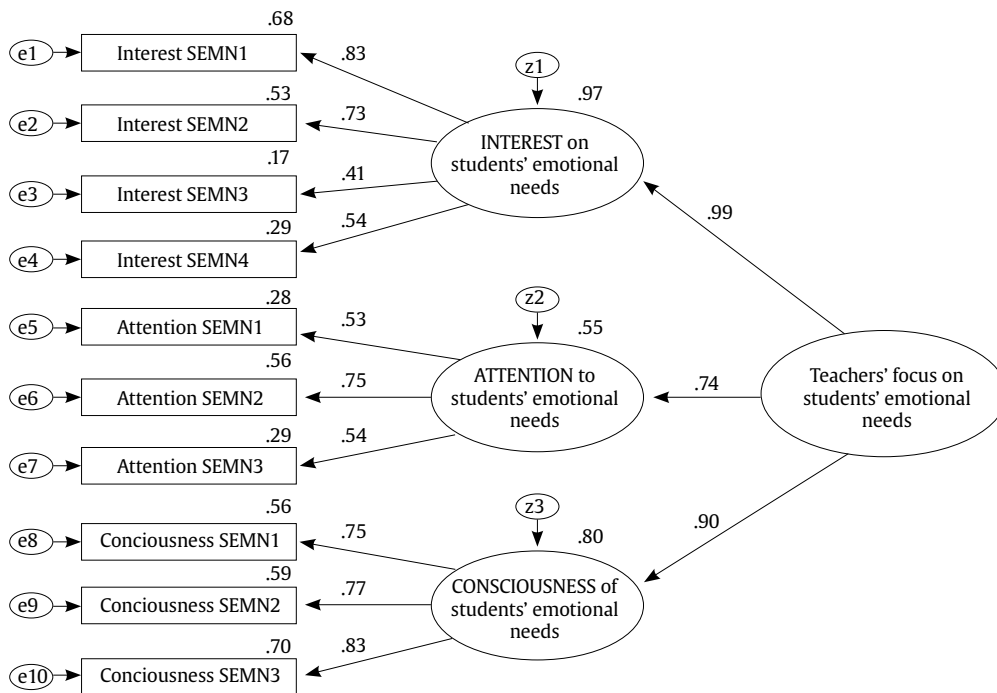 .68
e1
Interest SEMN1
.83
z1
.97
.53
e2
Interest SEMN2
.73
INTEREST on
students’ emotional
needs
.17
e3
Interest SEMN3
.41
.99
.29
e4
Interest SEMN4
.54
.28
e5
Attention SEMN1
.53
z2
.55
.56
e6
Attention SEMN2
.75
ATTENTION to
students’ emotional
needs
.74
Teachers’ focus on
students’ emotional
needs
.29
e7
Attention SEMN3
.54
.56
e8
Conciousness SEMN1
.75
z3
.80
.90
.59
e9
Conciousness SEMN2
.77
CONSCIOUSNESS of
students’ emotional
needs
.70
e10
Conciousness SEMN3
.83